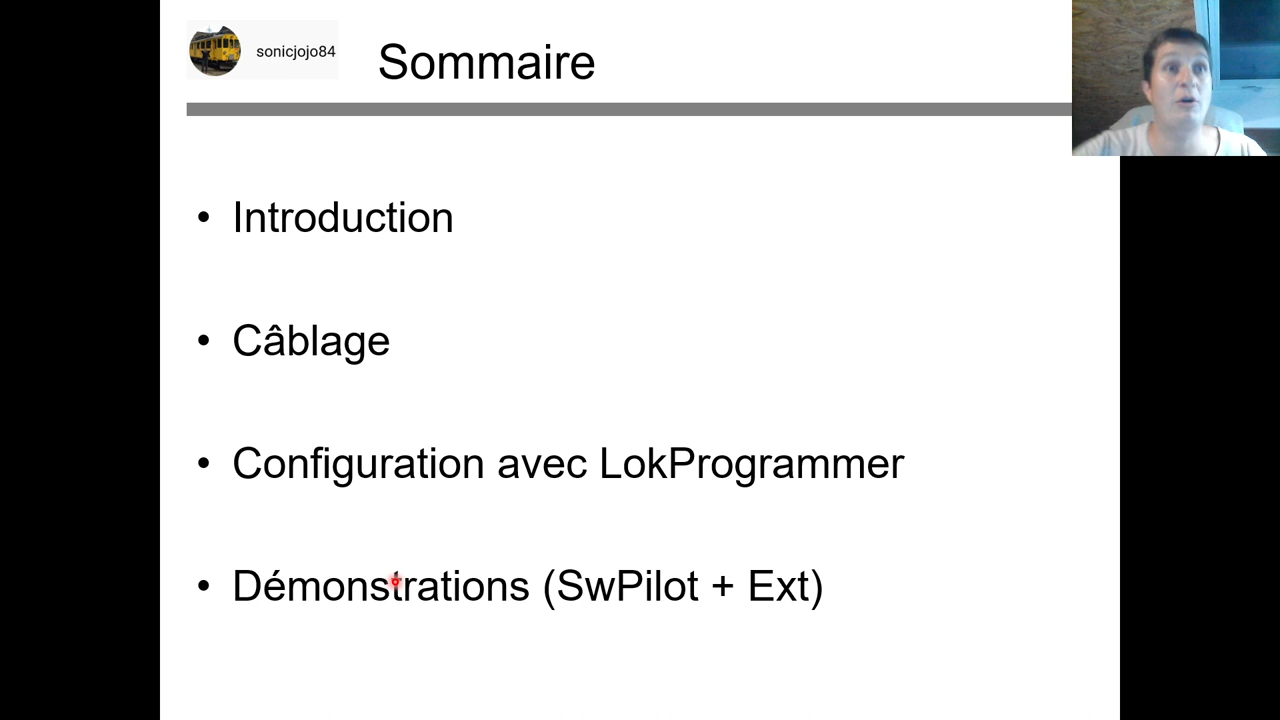 sonicjojo84
Sommaire
• Introduction
• Câblage
• Configuration avec LokProgrammer
• Démonstrations (SwPilot + Ext)